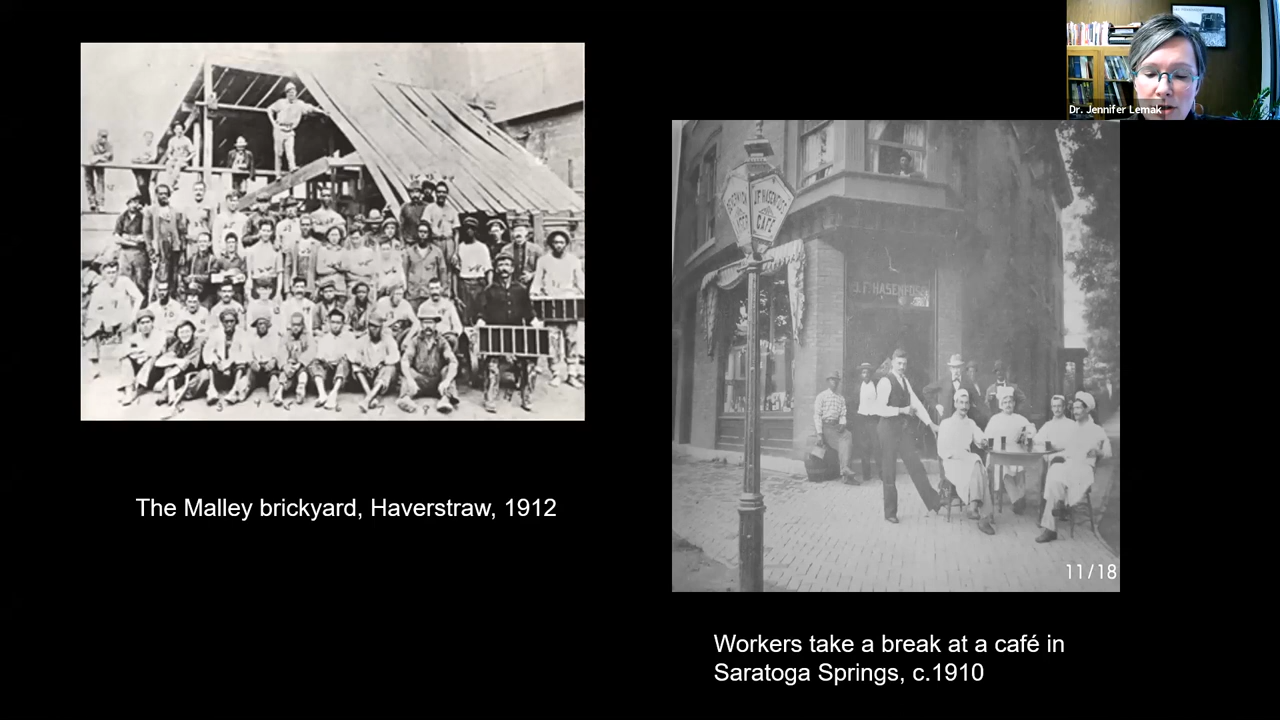 Dr. Jennifer Lemak
CAFE
J.F. HASENFUSS
11/18
The Malley brickyard, Haverstraw, 1912
Workers take a break at a café in
Saratoga Springs, c.1910